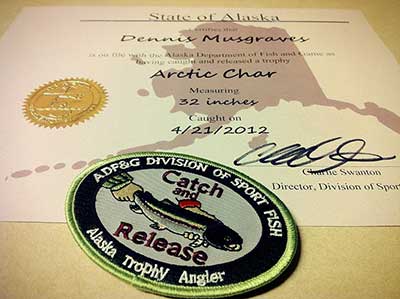 State of Alaska
Certifies that
Dennis Musgraves
is on file with the Alaska Department of Fish and Game as
having caught and released a trophy
Arctic Char
Measuring
32 inches
Caught on
4/21/2012
Charlie Swanton
Director, Division of Sport
ADF&G DIVISION OF SPORT FISH
Catch
and
Release
Alaska Trophy Angler